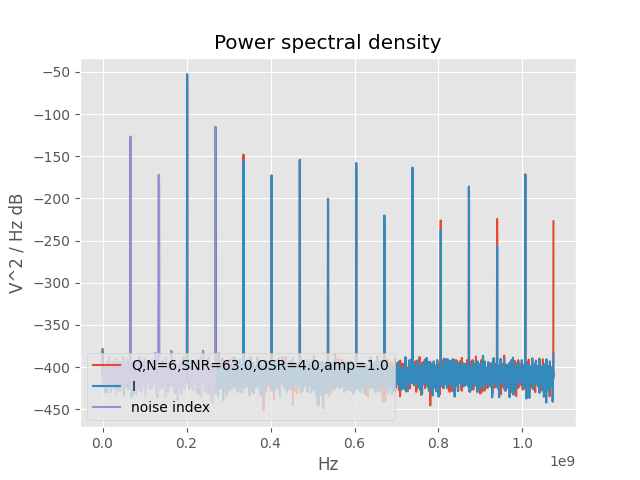 Power spectral density
V^2 / Hz dB
−50
−100
−150
−200
−250
−300
−350
−400
−450
Q,N=6,SNR=63.0,OSR=4.0,amp=1.0
I
noise index
0.0 0.2 0.4 0.6 0.8 1.0
1e9
Hz